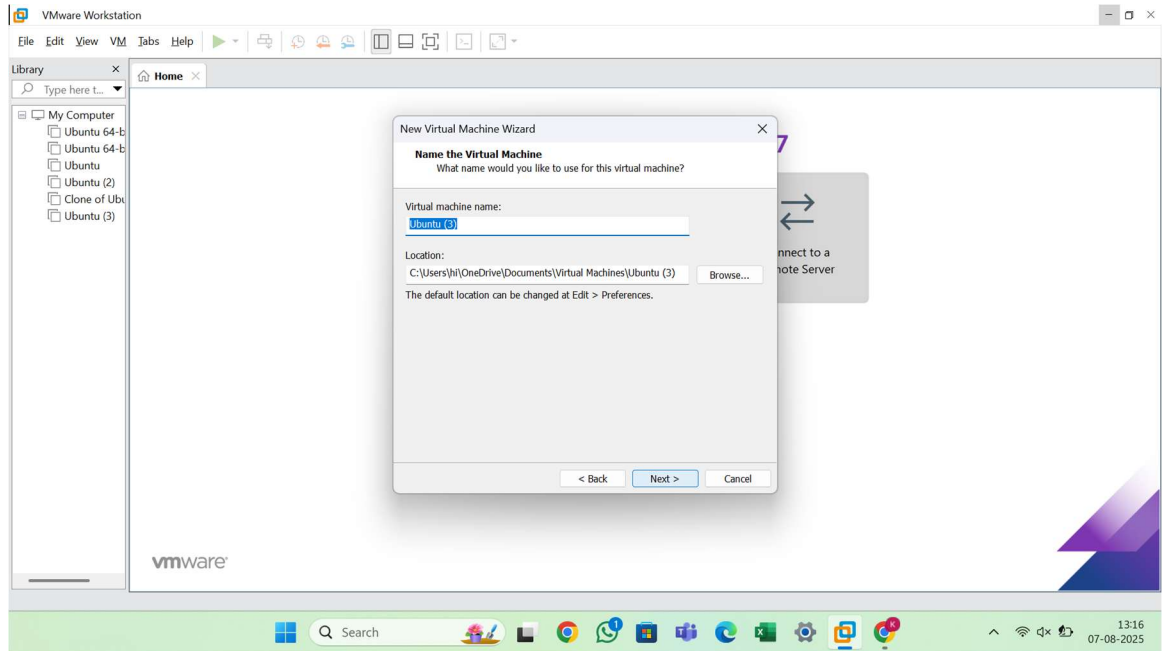 VMware Workstation
File Edit View VM Tabs Help
Library
Type here t...
Home
My Computer
Ubuntu 64-b
Ubuntu 64-b
Ubuntu
Ubuntu (2)
Clone of Ubu
Ubuntu (3)
New Virtual Machine Wizard
Name the Virtual Machine
What name would you like to use for this virtual machine?
Virtual machine name:
Ubuntu (3)
Location:
C:\Users\hi\OneDrive\Documents\Virtual Machines\Ubuntu (3)
Browse...
The default location can be changed at Edit > Preferences.
< Back Next > Cancel
7
nnect to a
note Server
vmware
Search
1
K
13:16
07-08-2025